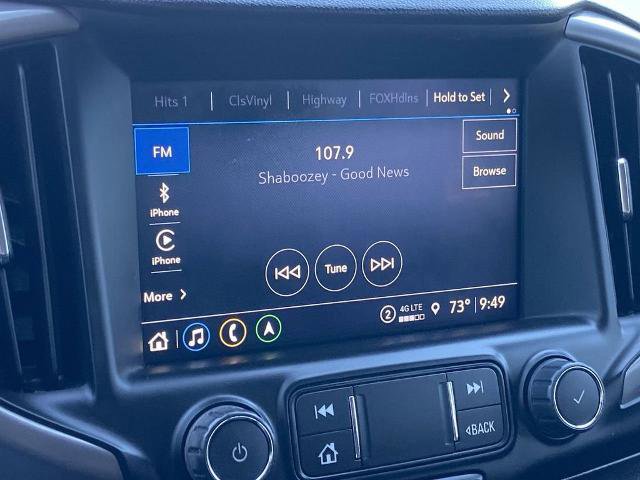 Hits 1 ClsVinyl Highway FOXHdlns Hold to Set
FM
107.9
Shaboozey - Good News
Sound
Browse
iPhone
iPhone
Tune
More
2 4G LTE 73° 9:49
BACK